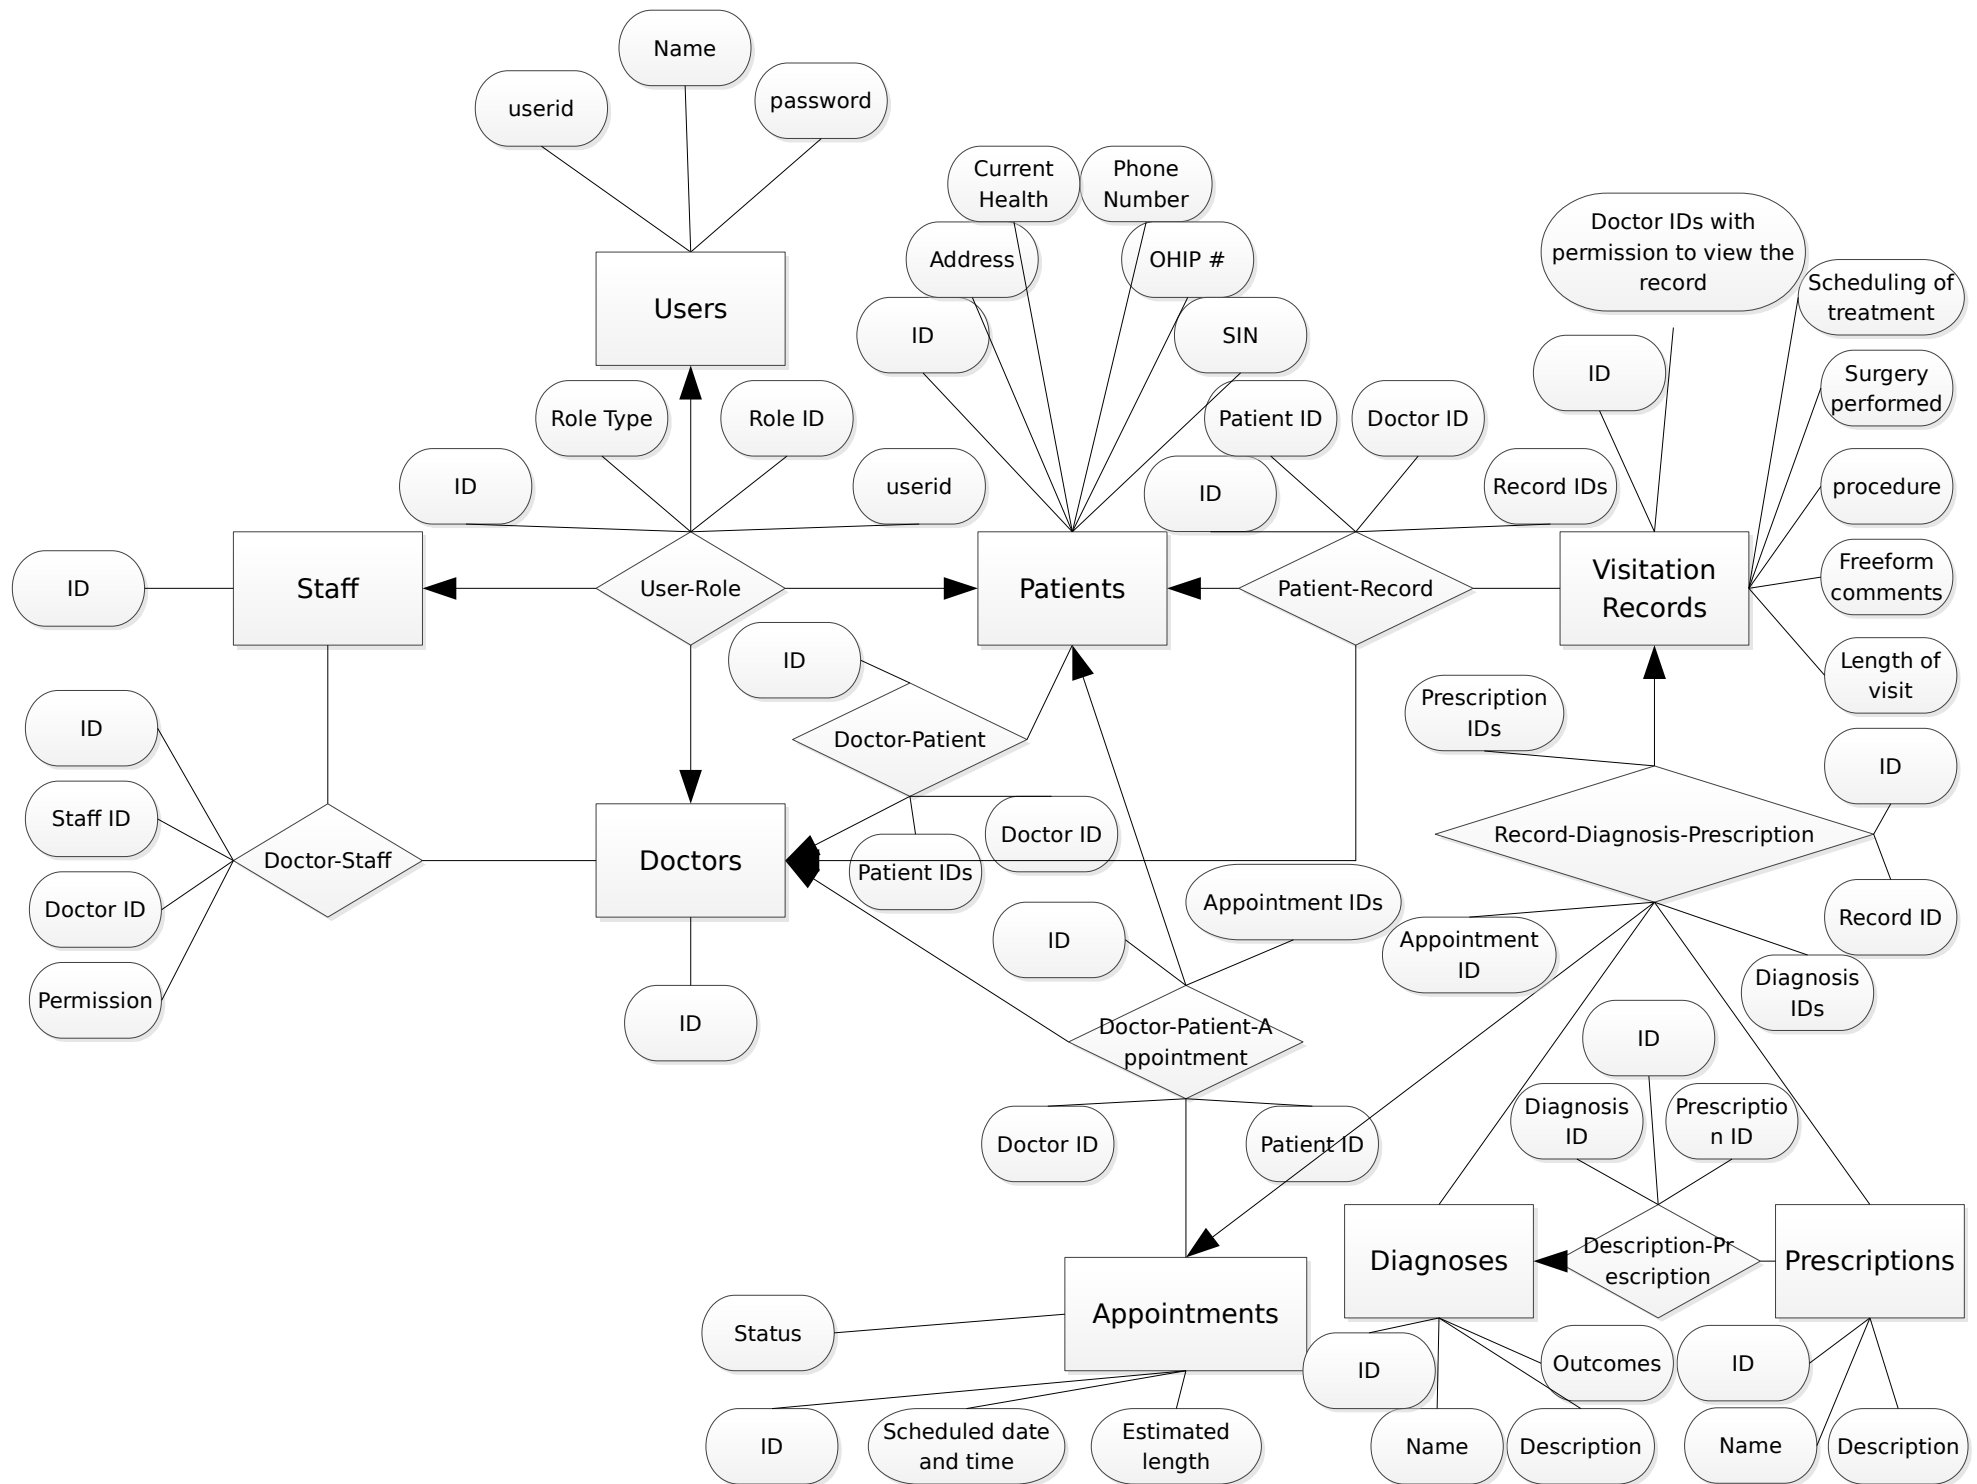 Name
userid
password
Users
Current
Health
Phone
Number
Address
OHIP #
ID
SIN
Doctor IDs with
permission to view the
record
Scheduling of
treatment
ID
Surgery
performed
procedure
Freeform
comments
Length of
visit
Role Type
Role ID
ID
userid
Patient ID
Doctor ID
ID
Record IDs
ID
Staff
User-Role
Patients
Patient-Record
Visitation
Records
ID
Doctor-Patient
Patient IDs
Doctor ID
ID
Staff ID
Doctor ID
Permission
Doctor-Staff
Doctors
ID
Prescription
IDs
ID
Record-Diagnosis-Prescription
Record ID
Appointment
ID
Diagnosis
IDs
ID
Appointment IDs
Doctor-Patient-A
ppointment
Doctor ID
Patient ID
ID
Diagnosis
ID
Prescriptio
n ID
Diagnoses
Description-Pr
escription
Prescriptions
Appointments
Status
ID
Scheduled date
and time
Estimated
length
ID
Name
Outcomes
Description
ID
Name
Description